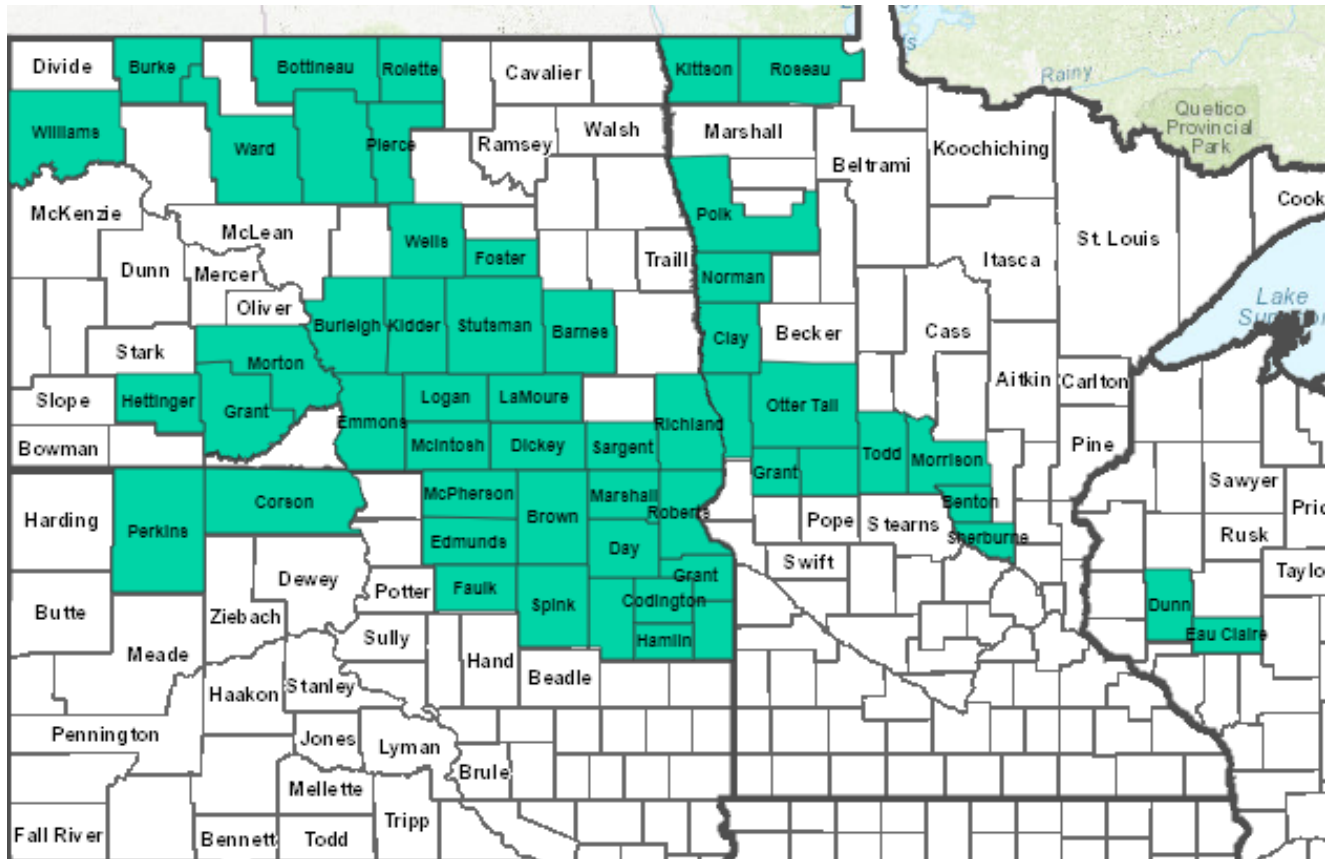 Divide
Burke
Bottineau
Rolette
Cavalier
Kittson
Roseau
Rainy
Quetico
Provincial
Park
Williams
Ward
Pierce
Ramsey
Walsh
Marshall
Beltrami
Koochiching
McKenzie
McLean
Wells
Foster
Traill
Polk
Norman
Itasca
St. Louis
Cook
Lake
Dunn
Mercer
Oliver
Burleigh
Kidder
Stutsman
Barnes
Clay
Becker
Cass
Stark
Morton
Aitkin
Carlton
Slope
Hettinger
Grant
Emmons
Logan
LaMoure
Richland
Otter Tail
Bowman
McIntosh
Dickey
Sargent
Grant
Todd
Morrison
Pine
Harding
Perkins
Corson
McPherson
Brown
Marshall
Roberts
Benton
Sawyer
Edmunds
Day
Pope
Stearns
Sherburne
Rusk
Butte
Dewey
Potter
Faulk
Spink
Grant
Codington
Swift
Taylo
Ziebach
Sully
Hamlin
Dunn
Eau Claire
Meade
Haakon
Stanley
Hand
Beadle
Pennington
Jones
Lyman
Brule
Mellette
Tripp
Fall River
Bennett
Todd